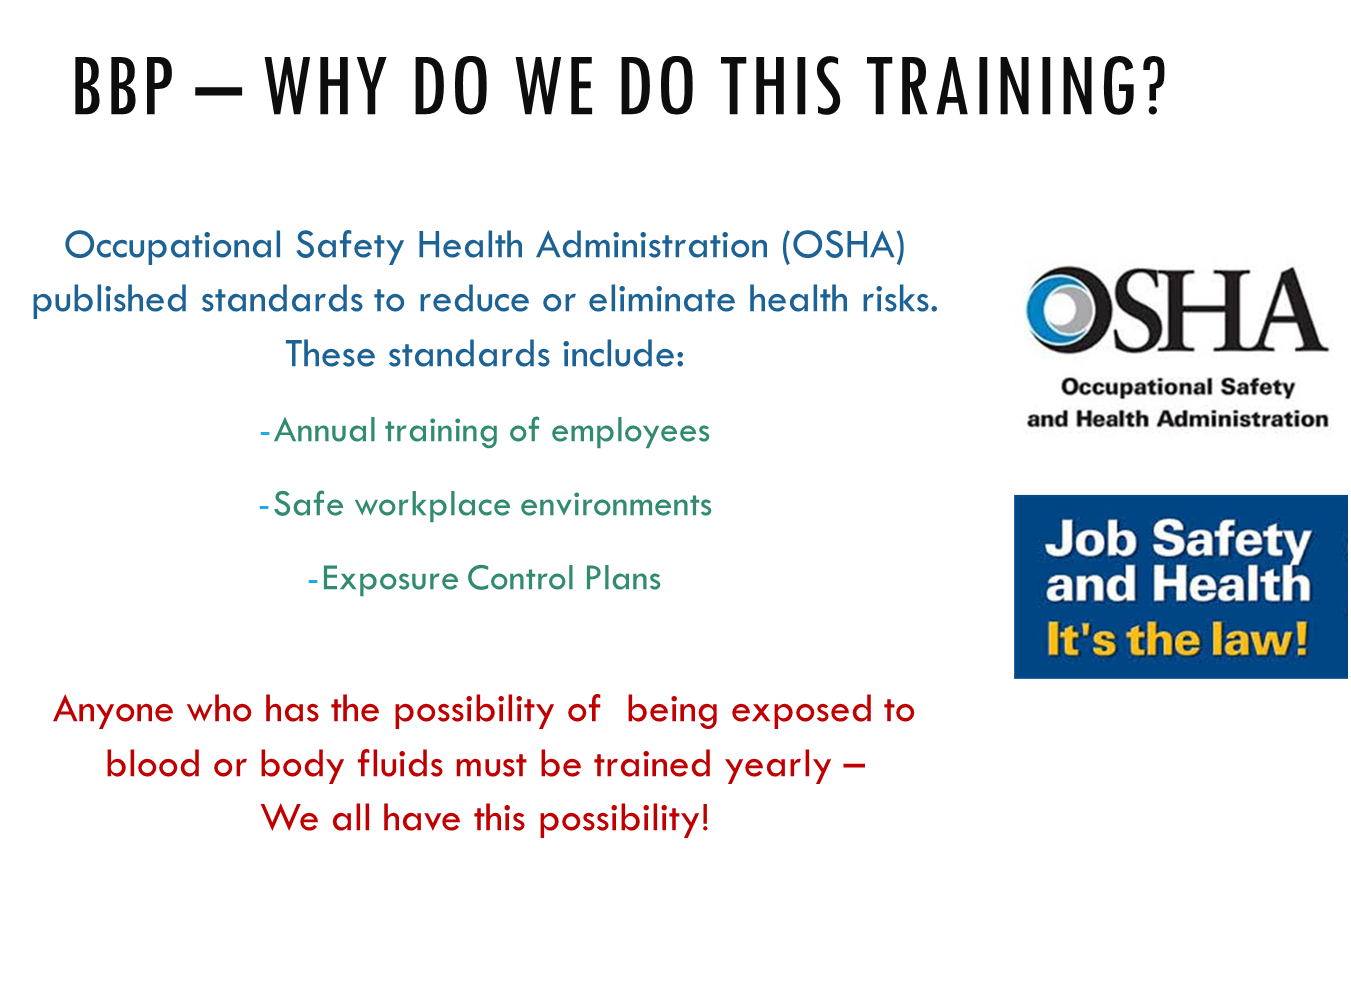 BBP – WHY DO WE DO THIS TRAINING?
Occupational Safety Health Administration (OSHA)
published standards to reduce or eliminate health risks.
These standards include:
-Annual training of employees
-Safe workplace environments
-Exposure Control Plans
Anyone who has the possibility of  being exposed to
blood or body fluids must be trained yearly –
We all have this possibility!
OSHA
Occupational Safety
and Health Administration
Job Safety
and Health
It's the law!